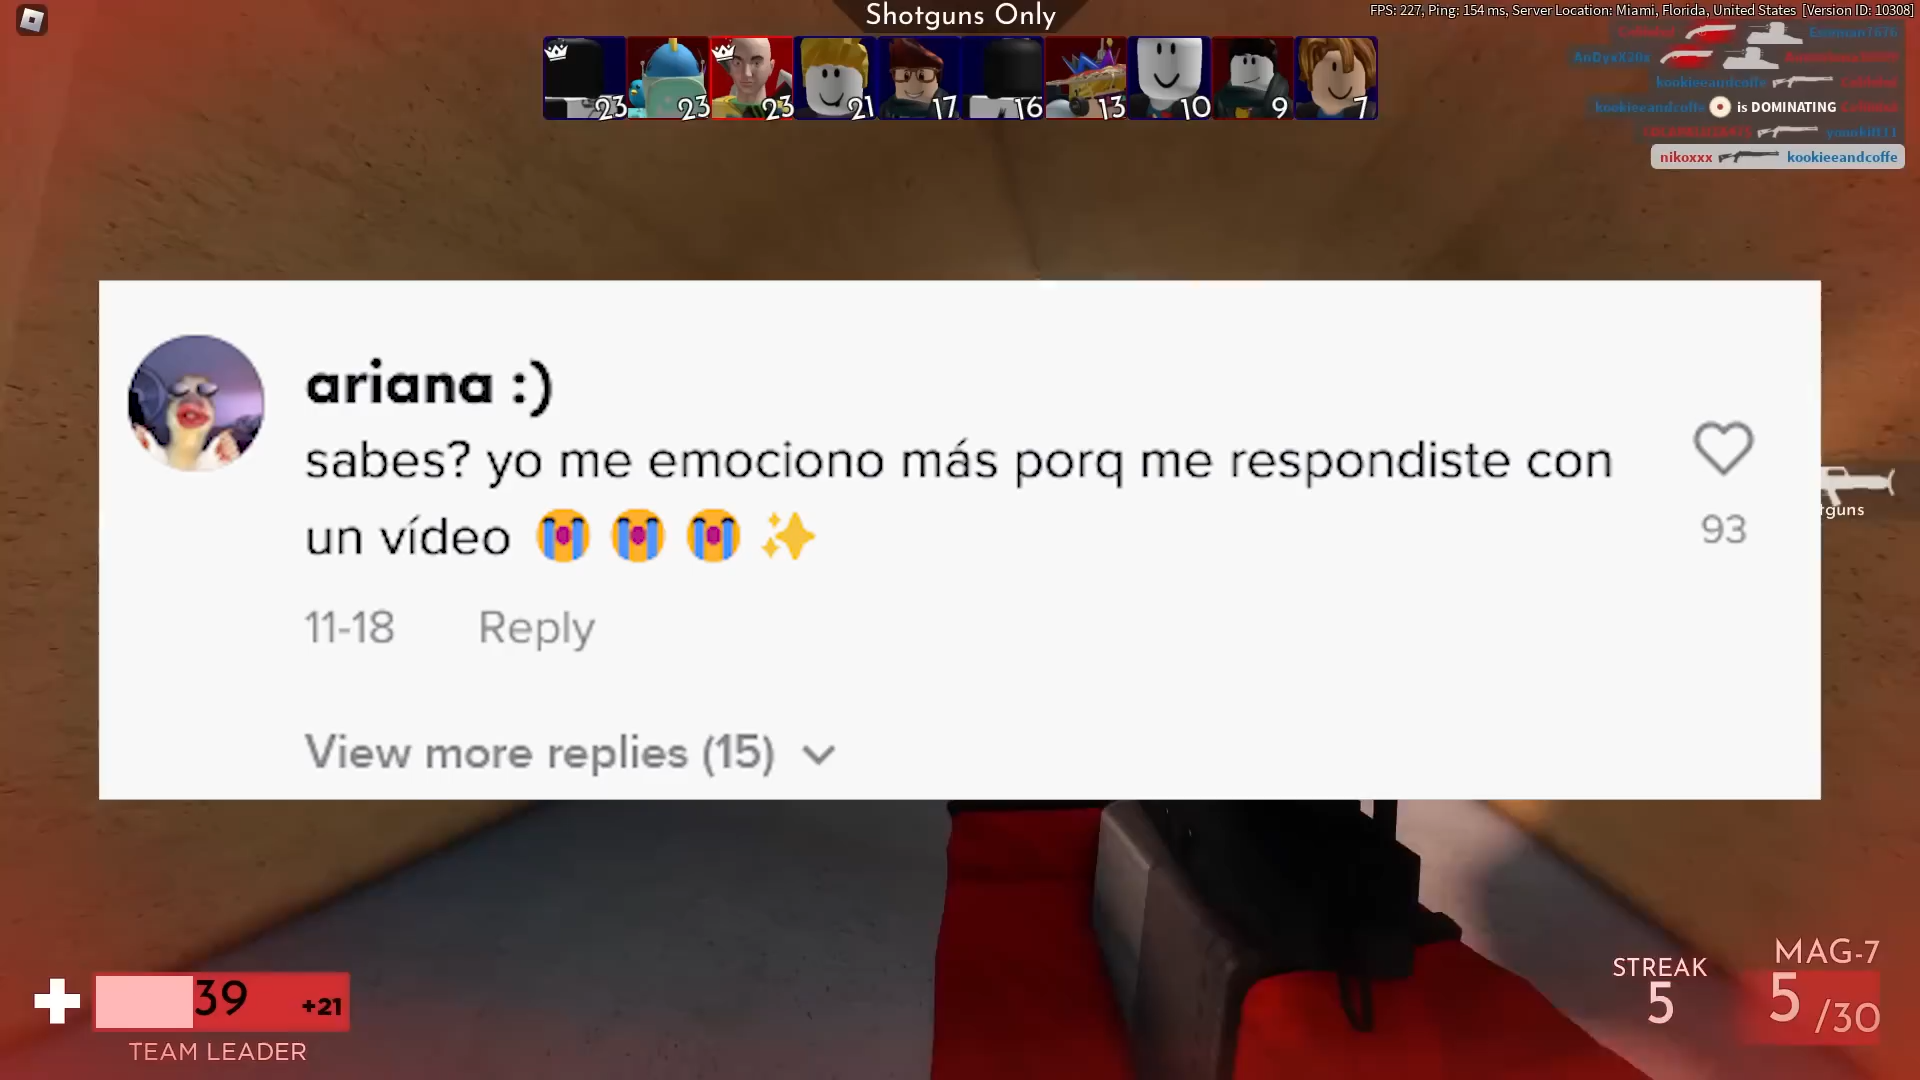 Shotguns Only
FPS: 227, Ping: 154 ms, Server Location: Miami, Florida, United States [Version ID: 10308]
23 23 23 21 17 16 13 10 9 7
kookieeandcoffe
kookieeandcoffe is DOMINATING
nikoxxx kookieeandcoffe
ariana :)
sabes? yo me emociono más porq me respondiste con
un vídeo 😭 😭 😭 ✨
93
11-18 Reply
View more replies (15)
39 +21
TEAM LEADER
STREAK
5
MAG-7
5 /30